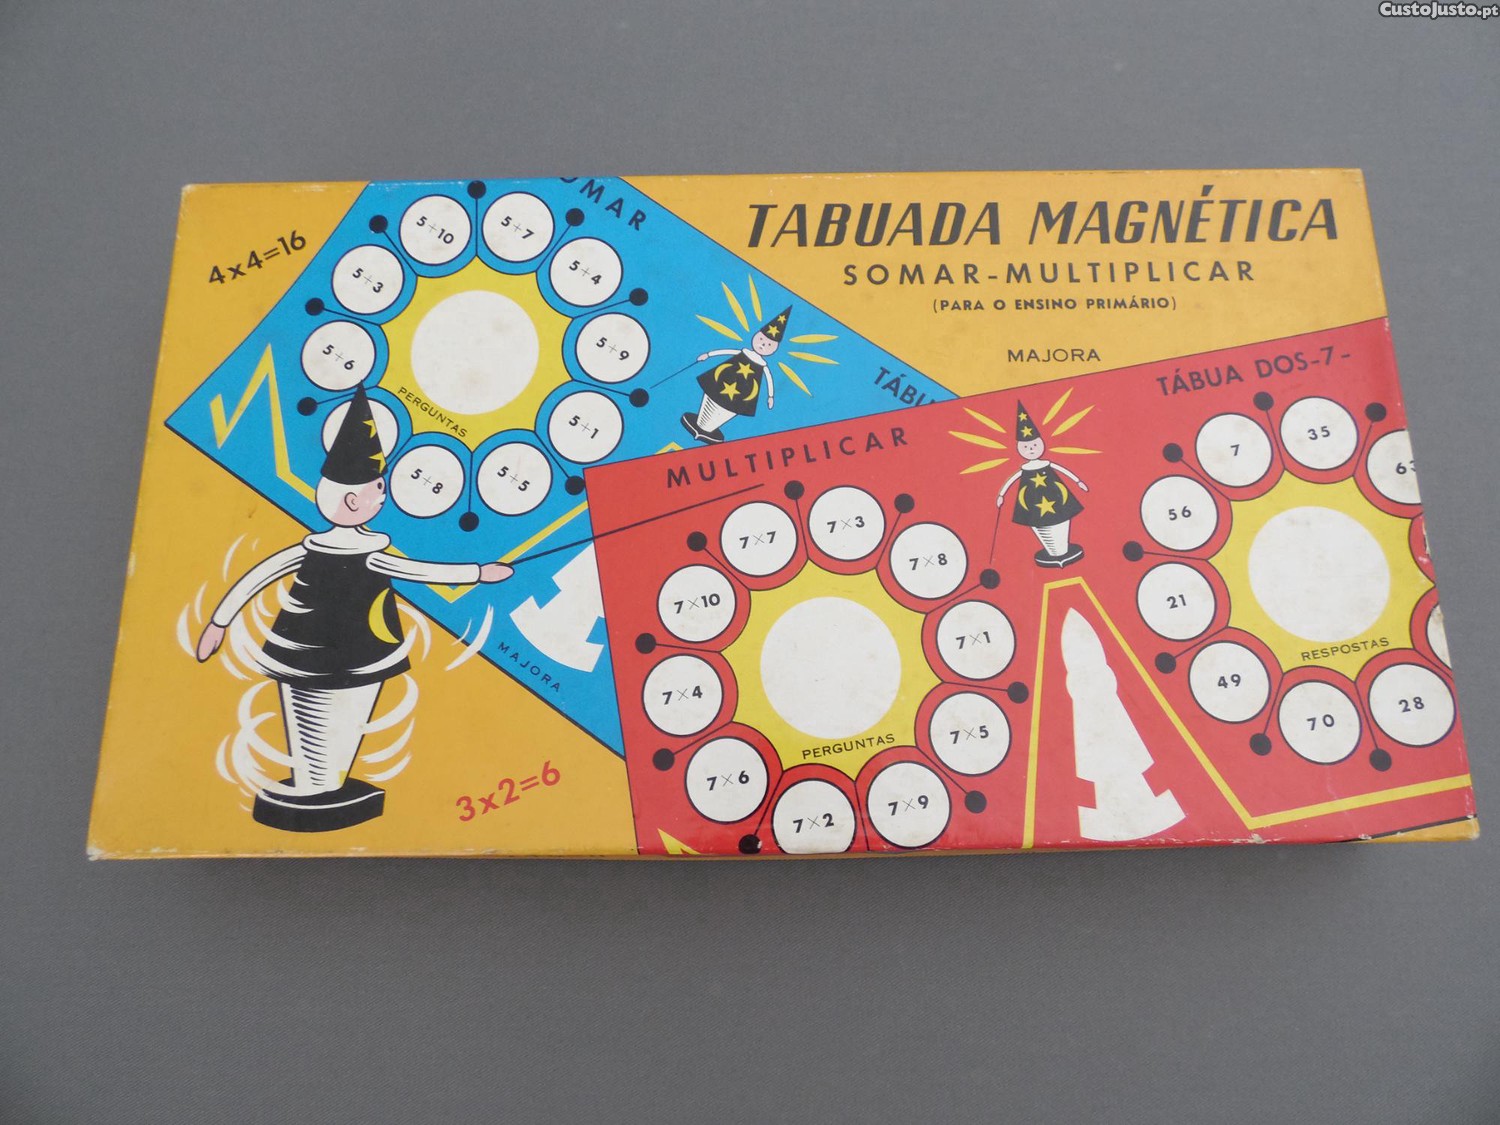 CustoJusto.pt
TABUADA MAGNÉTICA
SOMAR-MULTIPLICAR
(PARA O ENSINO PRIMÁRIO)
MAJORA
4x4=16
OMAR
5+10
5+7
5+4
5+9
5+1
5+5
5+8
5+6
5+3
PERGUNTAS
TÁBU
MAJORA
3x2=6
MULTIPLICAR
TÁBUA DOS-7-
7×7
7×3
7×8
7×1
7×5
7×9
7×2
7×6
7×4
7×10
PERGUNTAS
7
35
63
56
21
49
70
28
RESPOSTAS